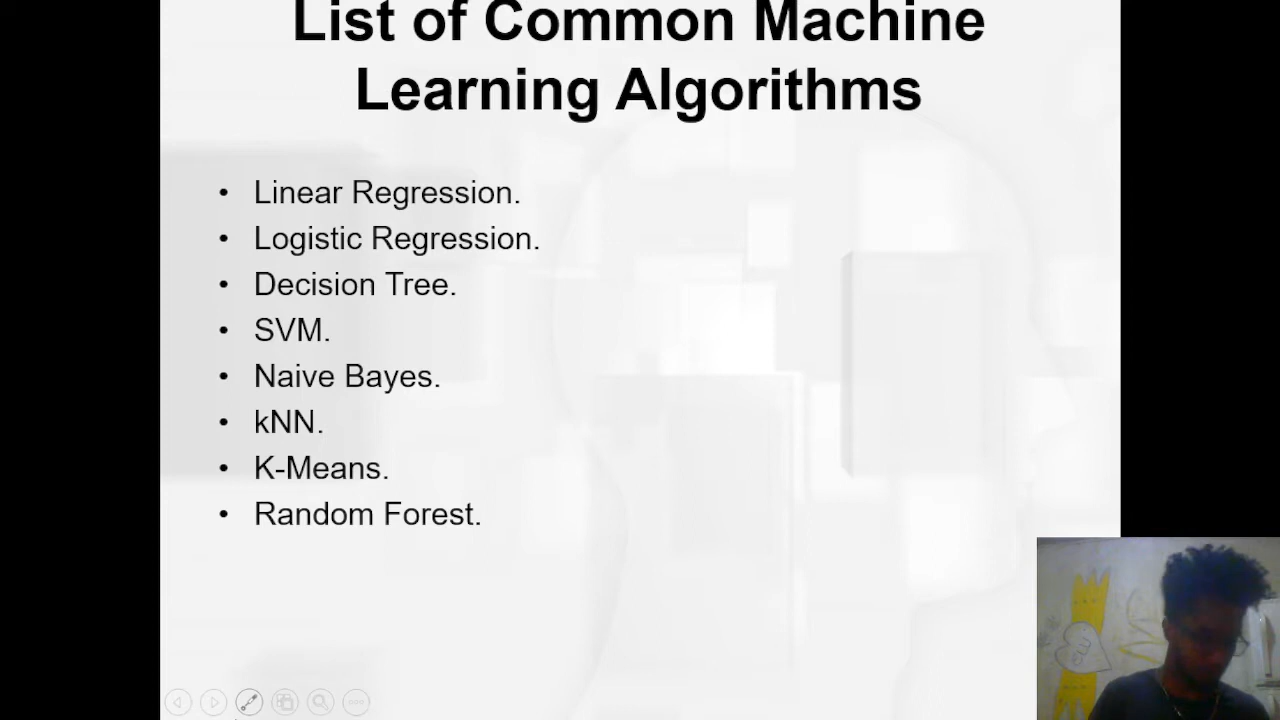 List of Common Machine
Learning Algorithms
• Linear Regression.
• Logistic Regression.
• Decision Tree.
• SVM.
• Naive Bayes.
• kNN.
• K-Means.
• Random Forest.